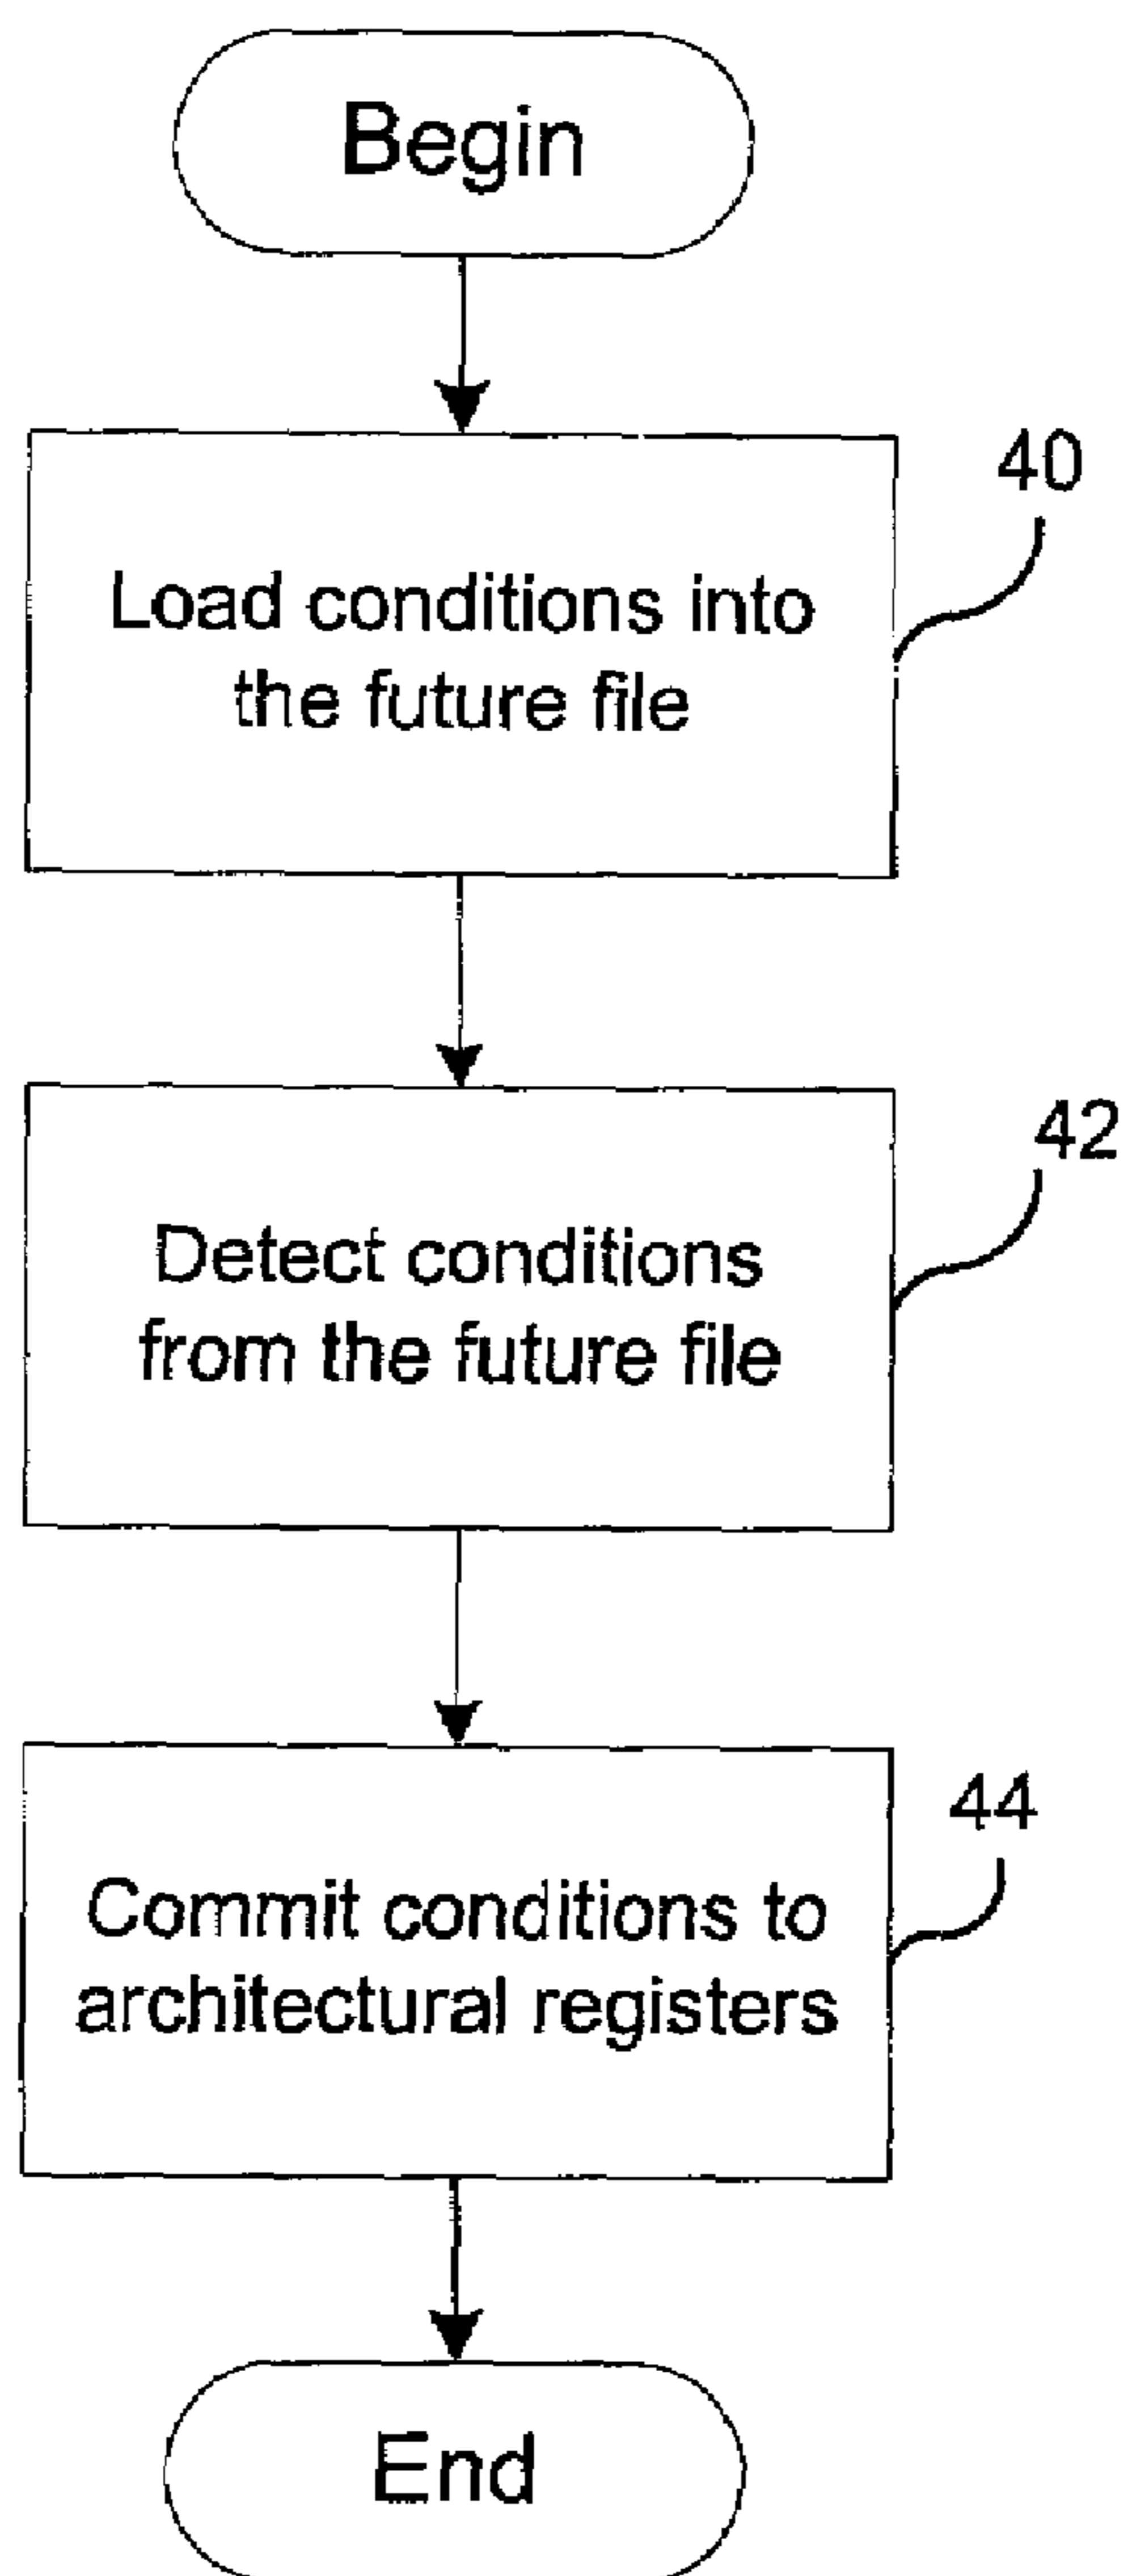 Begin
40
Load conditions into
the future file
42
Detect conditions
from the future file
44
Commit conditions to
architectural registers
End